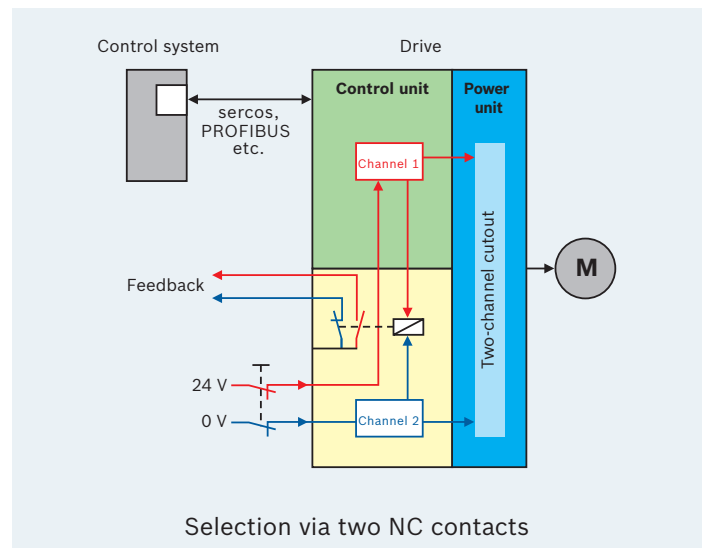 Control system
Drive
Control unit
Power
unit
sercos,
PROFIBUS
etc.
Channel 1
Two-channel cutout
M
Feedback
24 V
0 V
Channel 2
Selection via two NC contacts